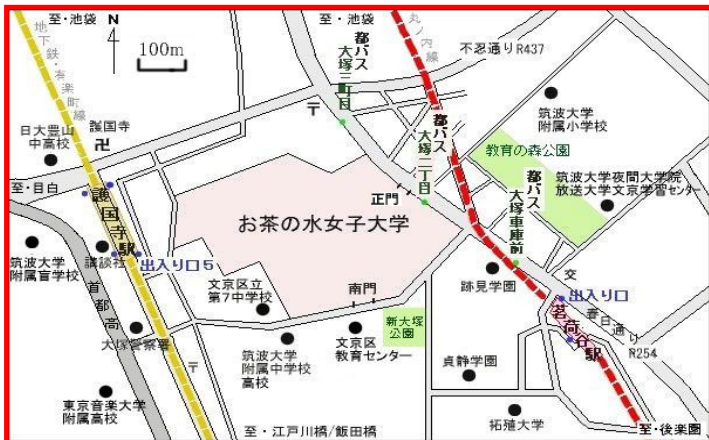 至・池袋
N
100m
地下鉄・有楽町線
至・池袋
丸ノ内線
都バス
大塚三丁目
不忍通りR437
〒
都バス
大塚二丁目
筑波大学
附属小学校
日大豊山
中高校
護国寺
卍
教育の森公園
都バス
大塚車庫前
筑波大学夜間大学院
放送大学文京学習センター
至・目白
護国寺駅
正門
お茶の水女子大学
筑波大学
附属盲学校
講談社
出入り口5
文京区立
第7中学校
南門
跡見学園
交
出入り口
春日通り
R254
茗荷谷駅
首都高
大塚警察署
〒
筑波大学
附属中学校
高校
文京区
教育センター
新大塚
公園
貞静学園
東京音楽大学
附属高校
拓殖大学
至・江戸川橋/飯田橋
至・後楽園